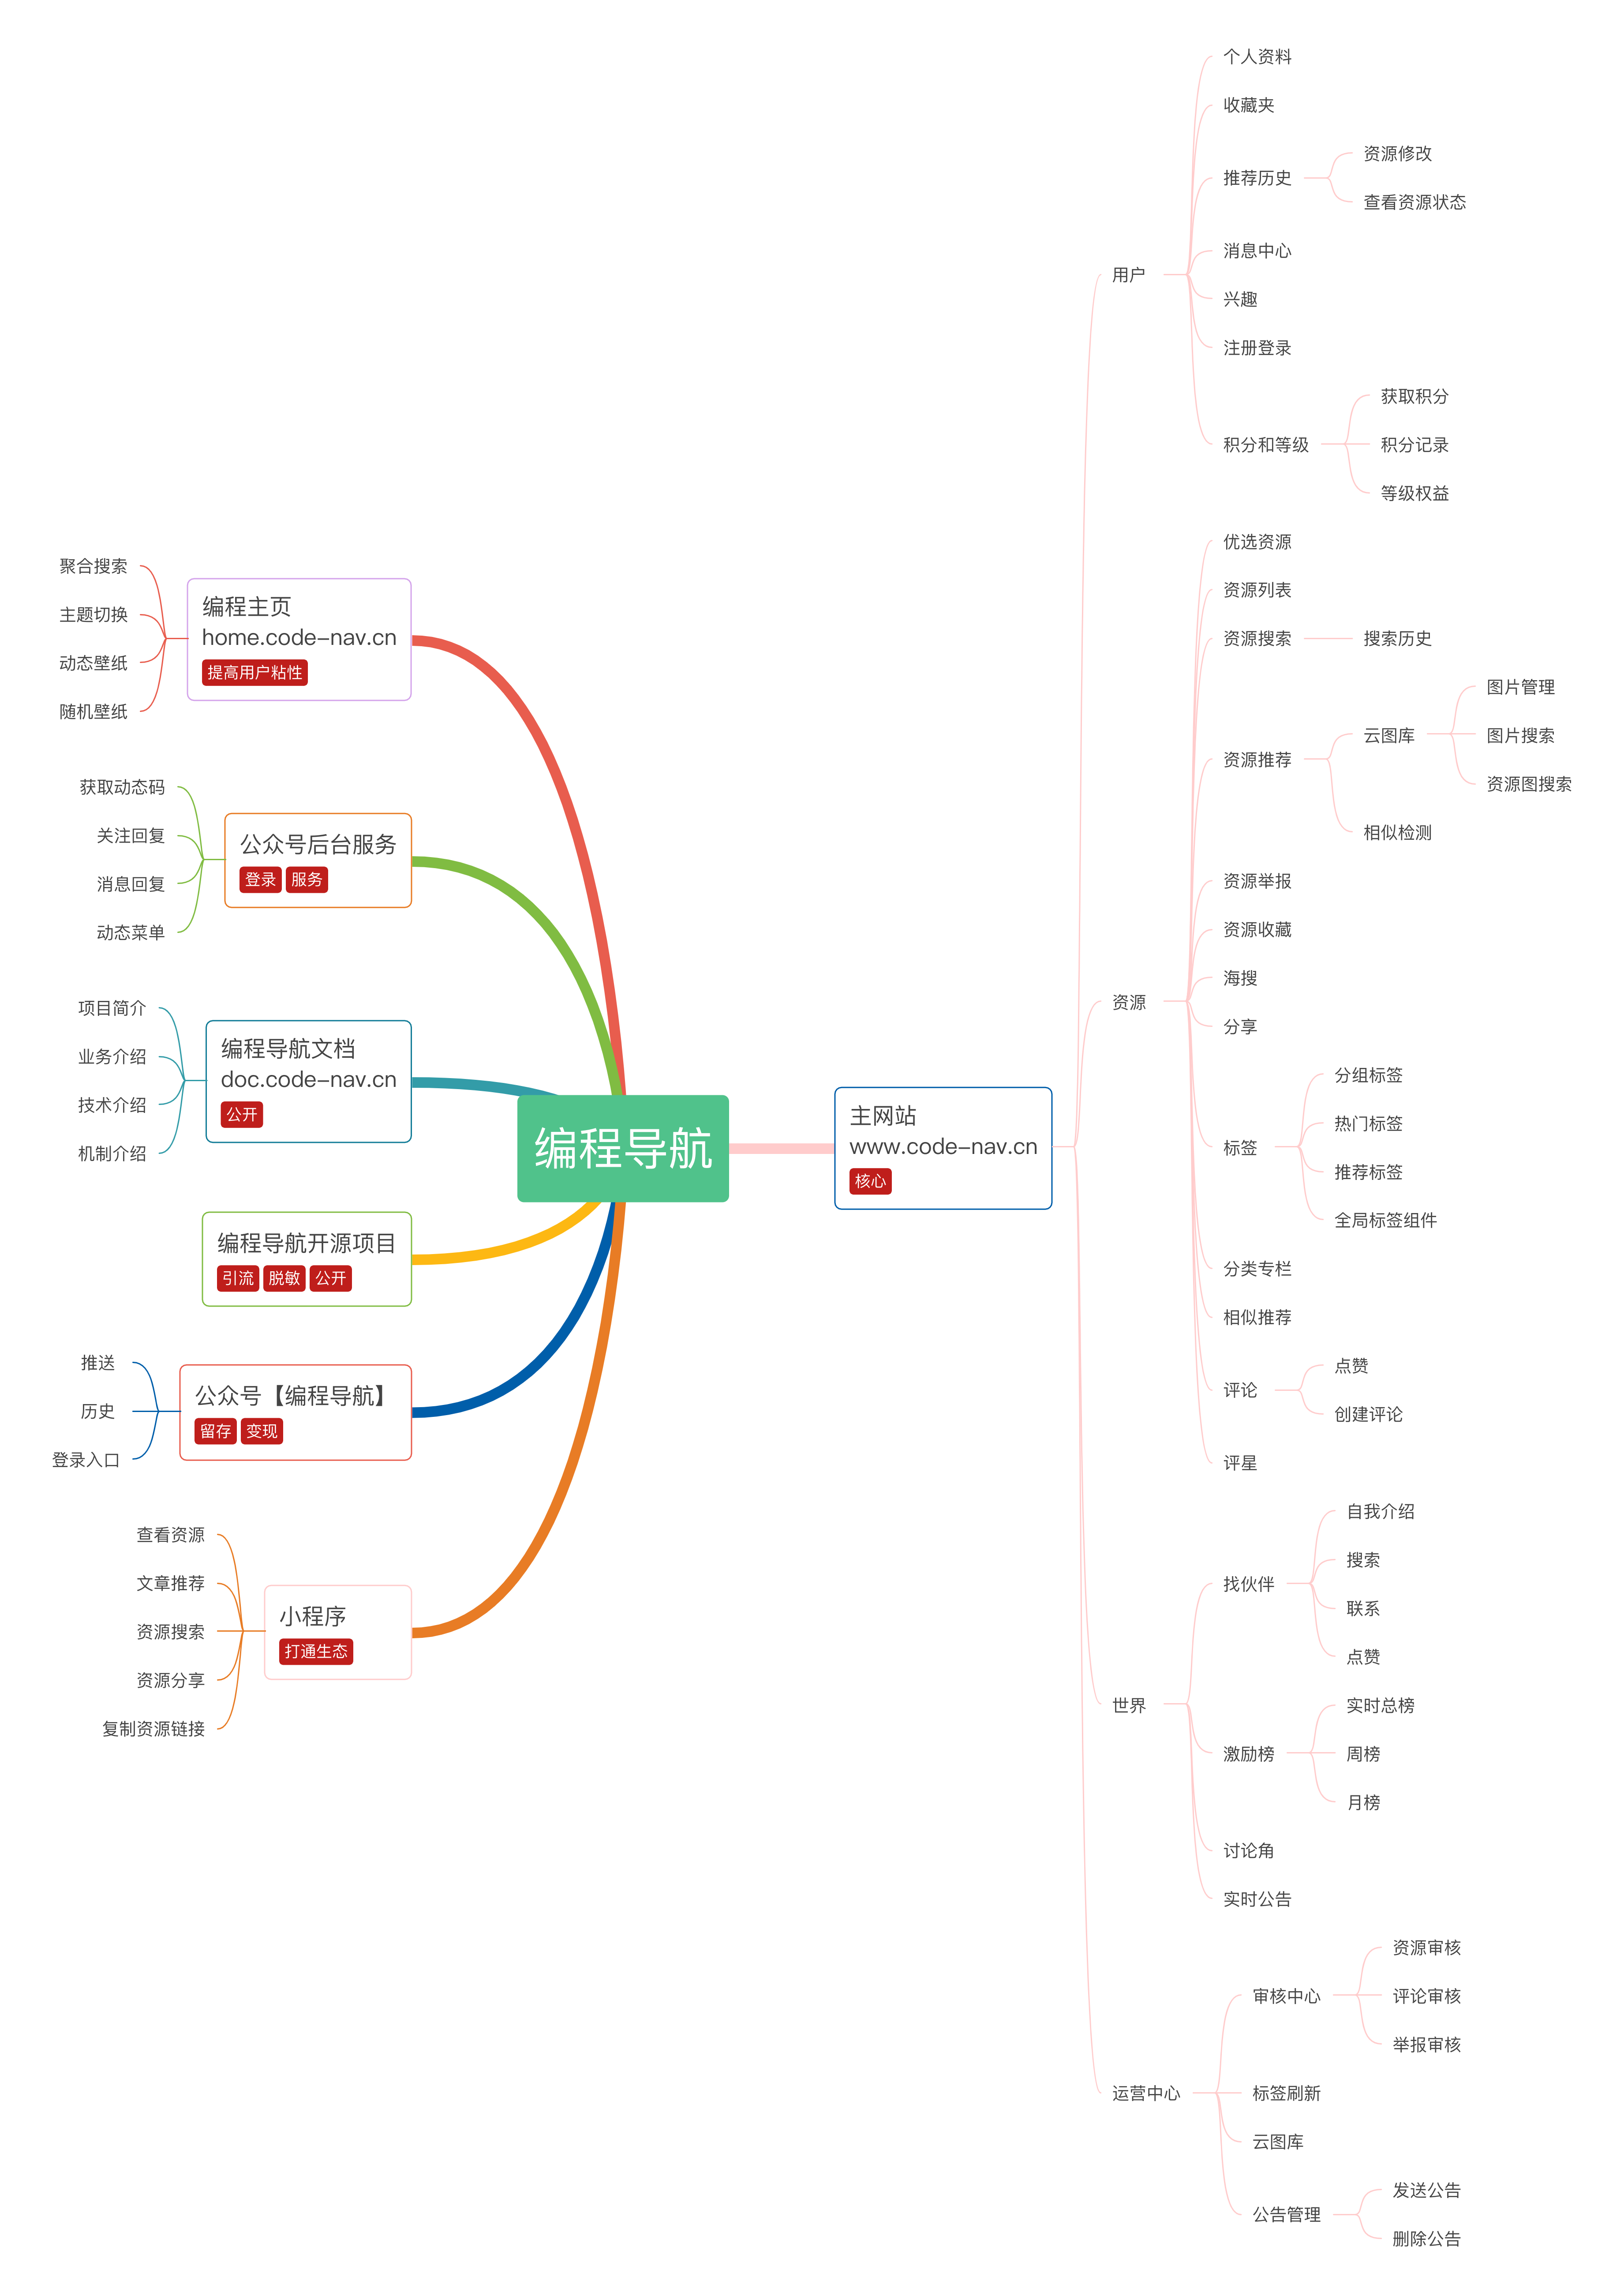 编程导航
主网站
www.code-nav.cn
核心
用户
个人资料
收藏夹
推荐历史
资源修改
查看资源状态
消息中心
兴趣
注册登录
积分和等级
获取积分
积分记录
等级权益
资源
优选资源
资源列表
资源搜索
搜索历史
资源推荐
云图库
图片管理
图片搜索
资源图搜索
相似检测
资源举报
资源收藏
海搜
分享
标签
分组标签
热门标签
推荐标签
全局标签组件
分类专栏
相似推荐
评论
点赞
创建评论
评星
世界
找伙伴
自我介绍
搜索
联系
点赞
激励榜
实时总榜
周榜
月榜
讨论角
实时公告
运营中心
审核中心
资源审核
评论审核
举报审核
标签刷新
云图库
公告管理
发送公告
删除公告
编程主页
home.code-nav.cn
提高用户粘性
聚合搜索
主题切换
动态壁纸
随机壁纸
公众号后台服务
登录 服务
获取动态码
关注回复
消息回复
动态菜单
编程导航文档
doc.code-nav.cn
公开
项目简介
业务介绍
技术介绍
机制介绍
编程导航开源项目
引流 脱敏 公开
公众号【编程导航】
留存 变现
推送
历史
登录入口
小程序
打通生态
查看资源
文章推荐
资源搜索
资源分享
复制资源链接